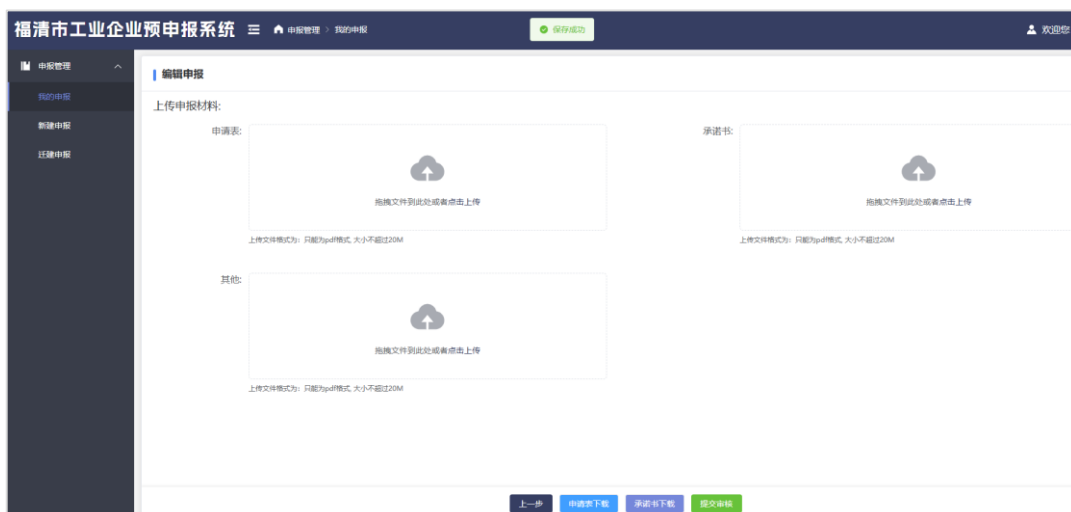 福清市工业企业预申报系统 申报管理 > 我的申报 保存成功 欢迎您
申报管理
编辑申报
我的申报
上传申报材料:
新建申报
申请表:
承诺书:
迁建申报
拖拽文件到此处或者点击上传
拖拽文件到此处或者点击上传
上传文件格式为：只能为pdf格式, 大小不超过20M
上传文件格式为：只能为pdf格式, 大小不超过20M
其他:
拖拽文件到此处或者点击上传
上传文件格式为：只能为pdf格式, 大小不超过20M
上一步 申请表下载 承诺书下载 提交审核